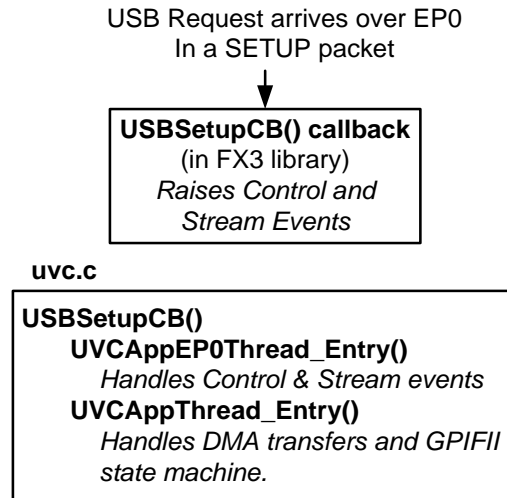 USB Request arrives over EP0
In a SETUP packet
USBSetupCB() callback
(in FX3 library)
Raises Control and
Stream Events
uvc.c
USBSetupCB()
UVCAppEP0Thread_Entry()
Handles Control & Stream events
UVCAppThread_Entry()
Handles DMA transfers and GPIFII
state machine.